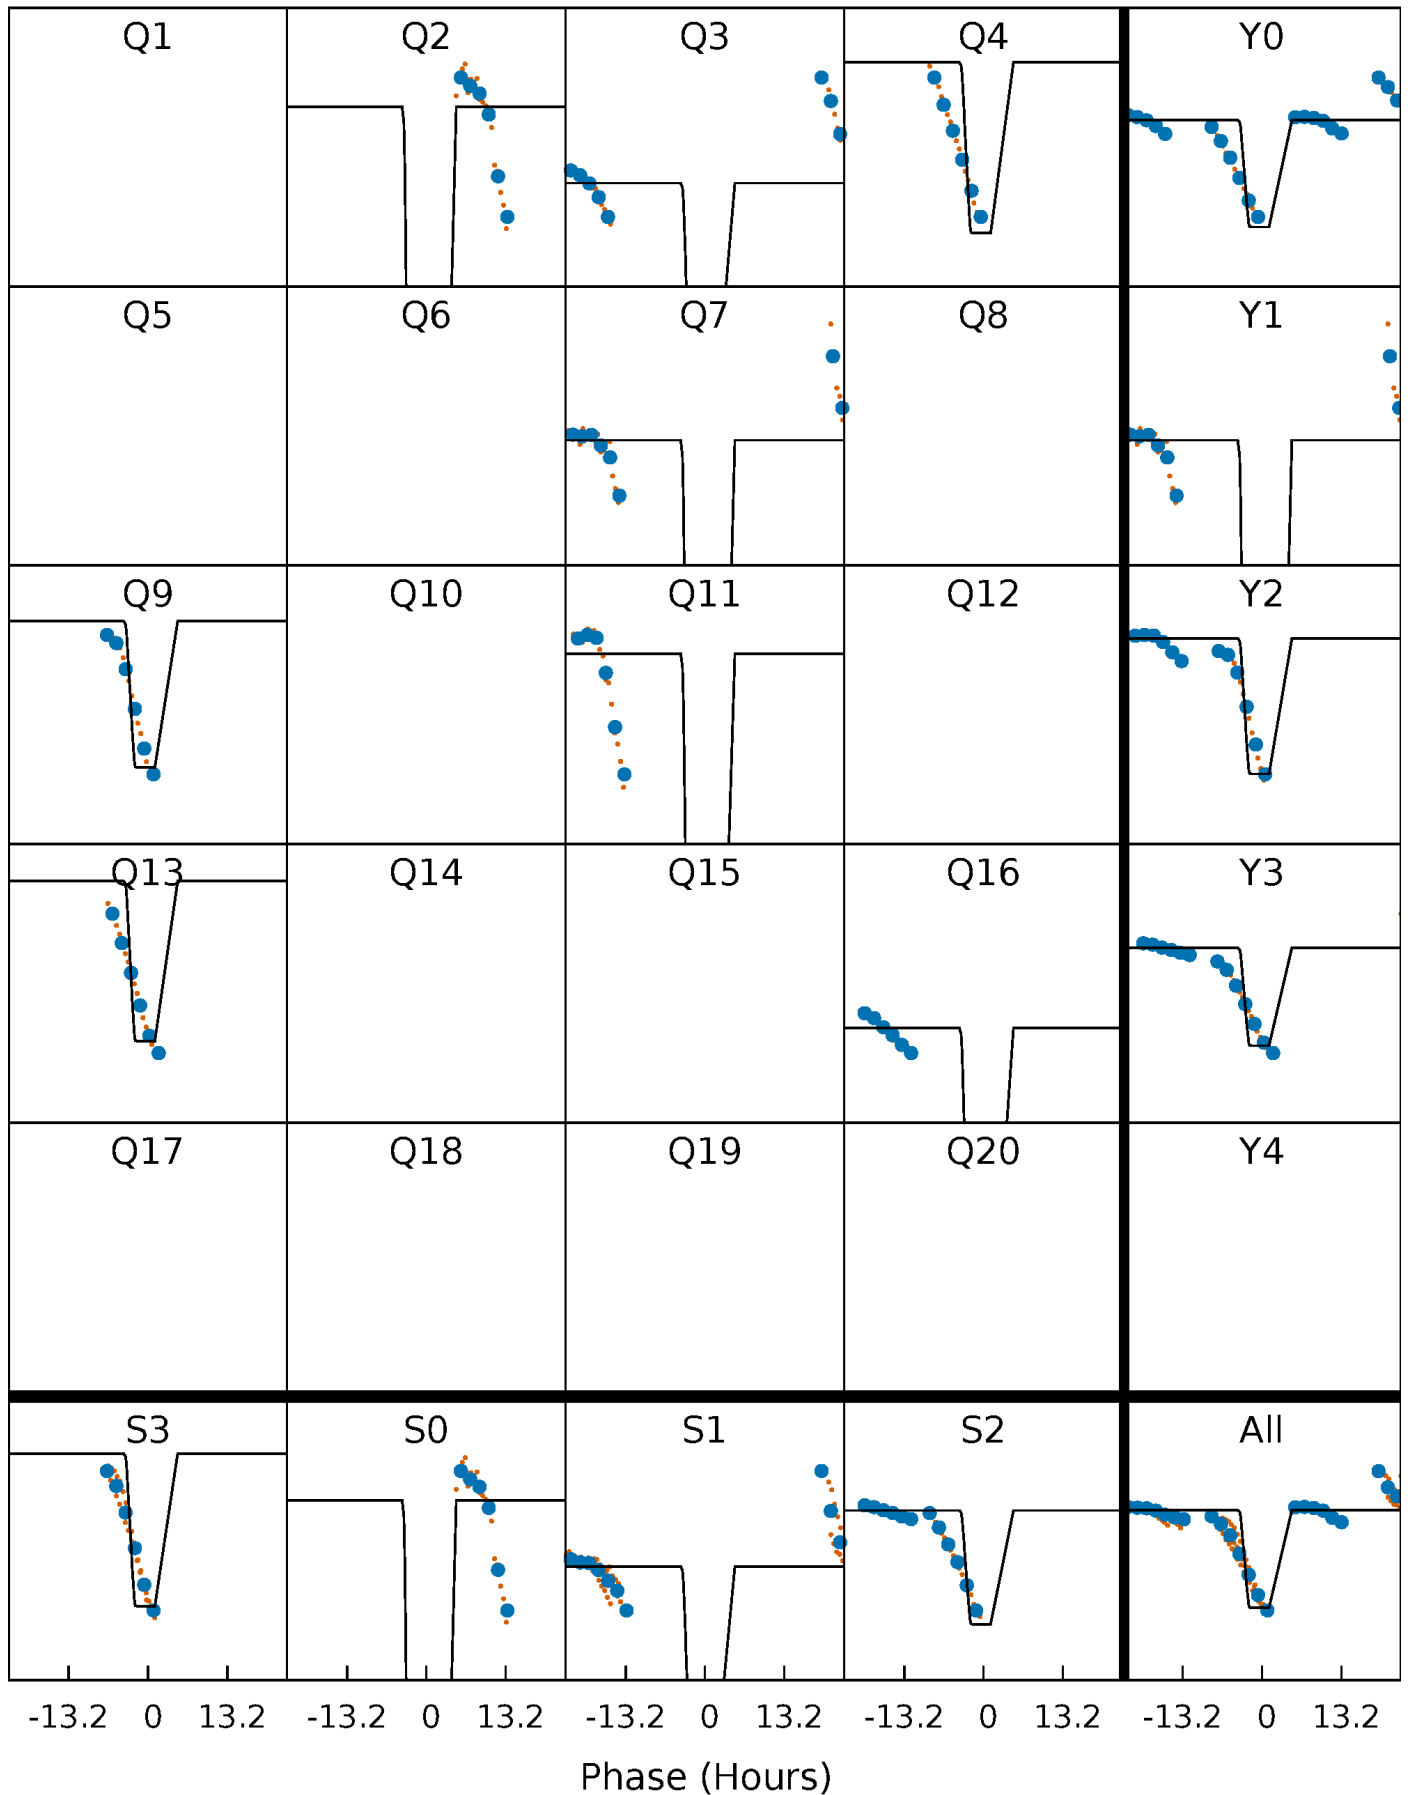 Q1 Q2 Q3 Q4 Y0
Q5 Q6 Q7 Q8 Y1
Q9 Q10 Q11 Q12 Y2
Q13 Q14 Q15 Q16 Y3
Q17 Q18 Q19 Q20 Y4
S3 S0 S1 S2 All
-13.2 0 13.2 -13.2 0 13.2 -13.2 0 13.2 -13.2 0 13.2 -13.2 0 13.2
Phase (Hours)